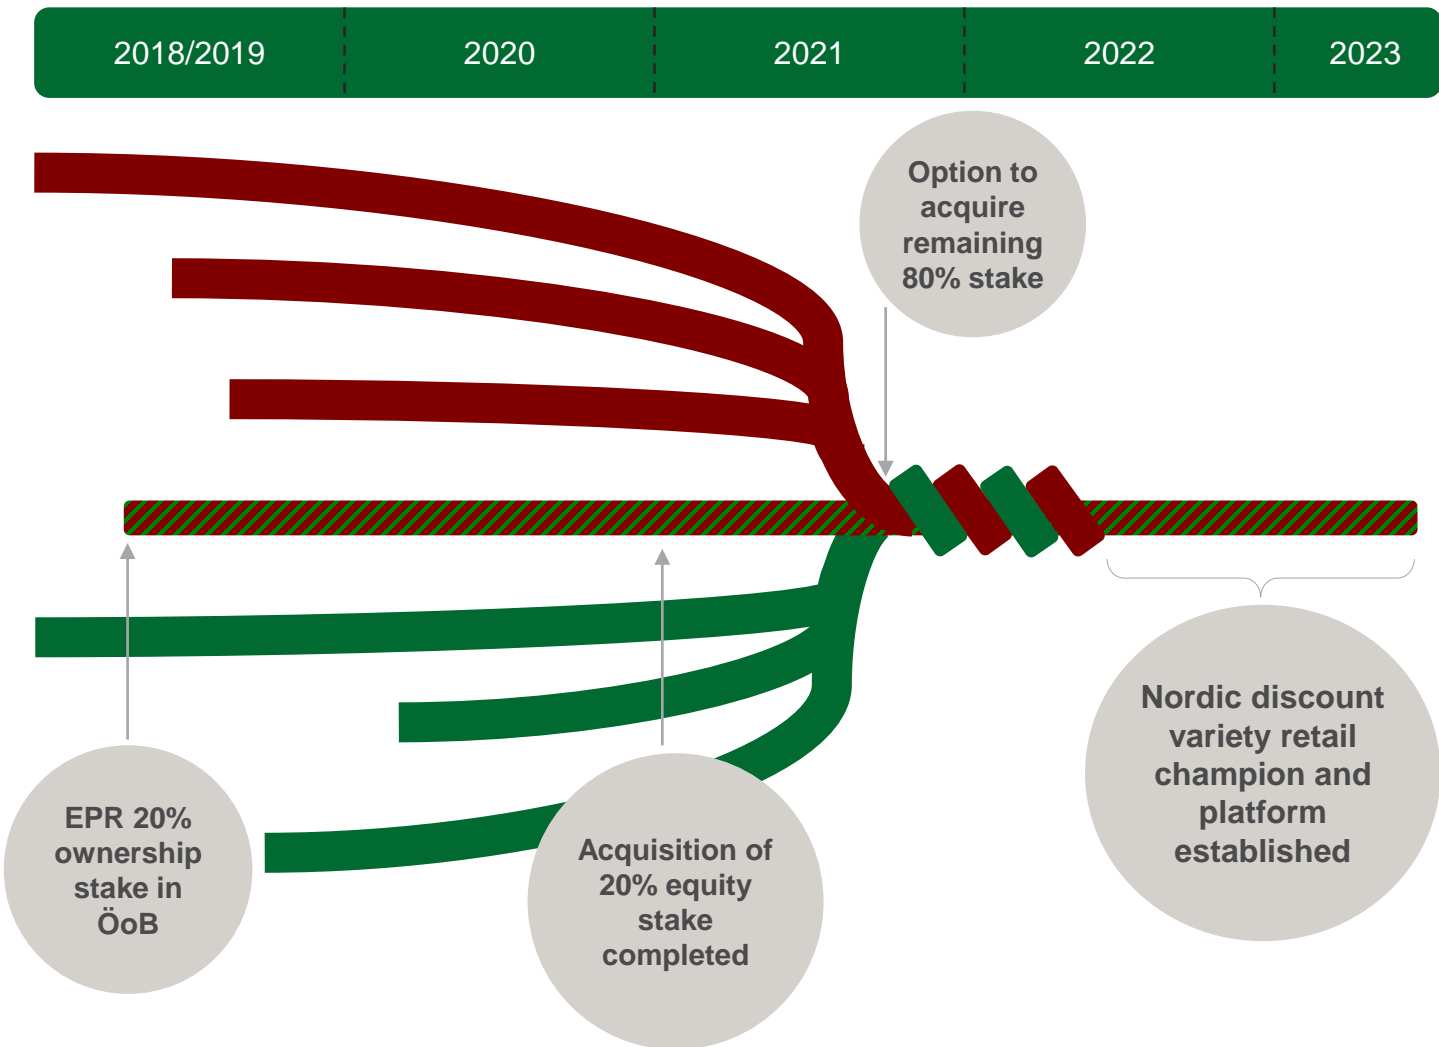 2018/2019 2020 2021 2022 2023
Option to
acquire
remaining
80% stake
EPR 20%
ownership
stake in
ÖoB
Acquisition of
20% equity
stake
completed
Nordic discount
variety retail
champion and
platform
established